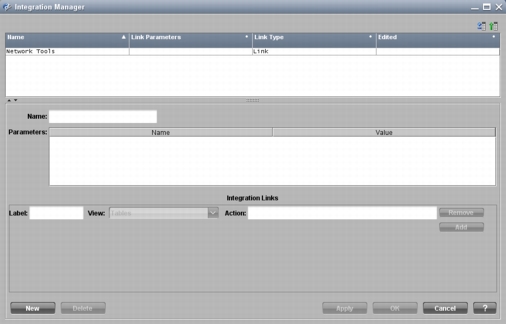 Integration Manager
Name Link Parameters Link Type Edited
Network Tools Link
Name:
Parameters: Name Value
Integration Links
Label: View: Tables Action: Remove
Add
New Delete Apply OK Cancel ?